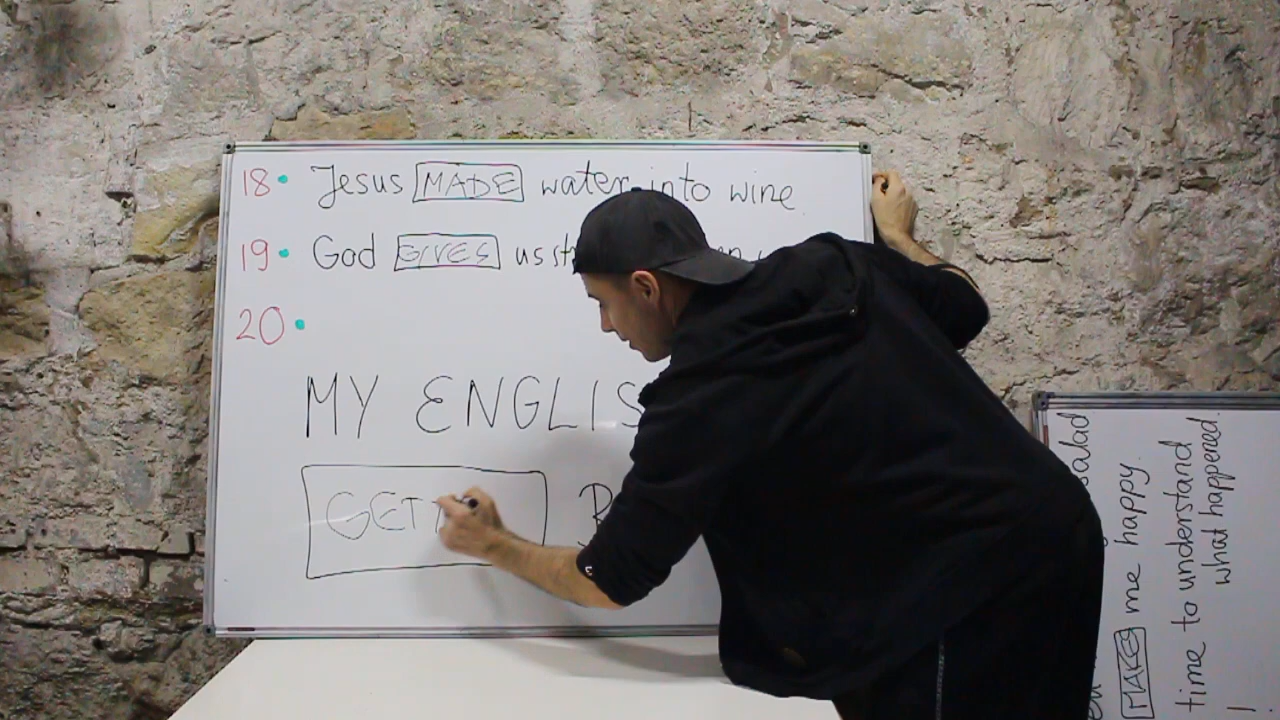 18. Jesus MADE water into wine
19. God GIVES us
20.
MY ENGLIS
GETT
salad
MAKES me happy
time to understand
what happened